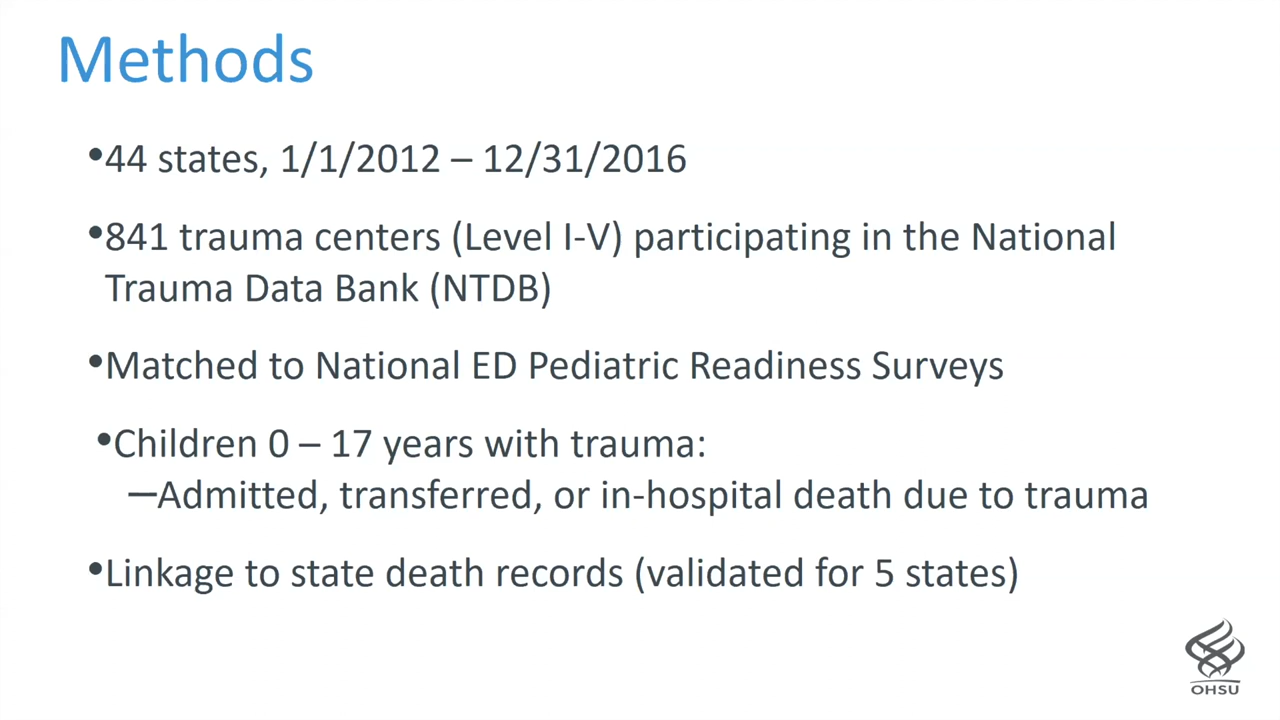 Methods
•44 states, 1/1/2012 – 12/31/2016
•841 trauma centers (Level I-V) participating in the National
Trauma Data Bank (NTDB)
•Matched to National ED Pediatric Readiness Surveys
•Children 0 – 17 years with trauma:
—Admitted, transferred, or in-hospital death due to trauma
•Linkage to state death records (validated for 5 states)
OHSU